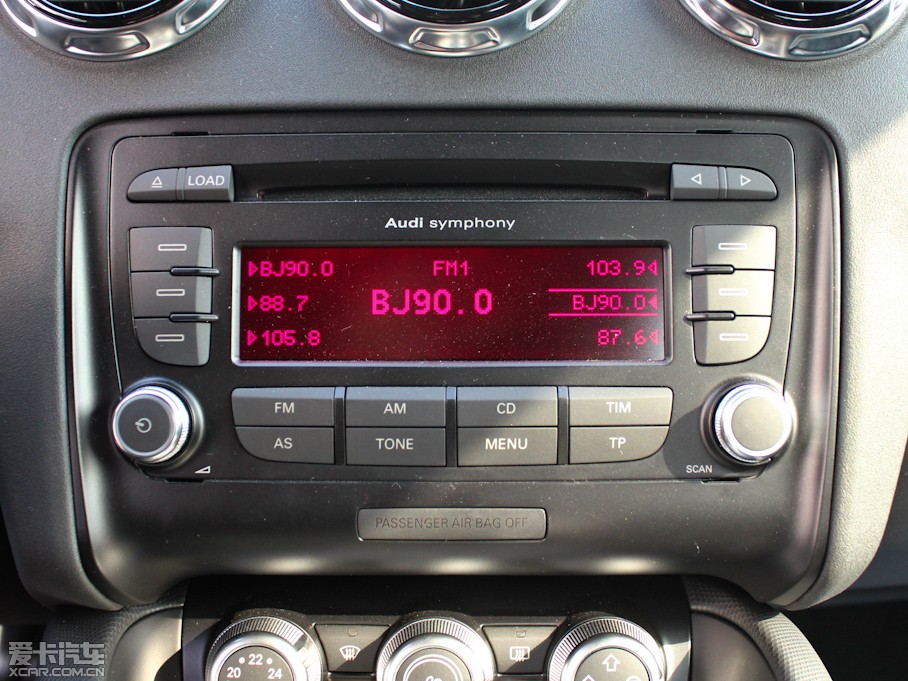 LOAD
Audi symphony
BJ90.0 FM1 103.9
BJ90.0
88.7 BJ90.0
105.8 87.6
FM AM CD TIM
AS TONE MENU TP
SCAN
PASSENGER AIR BAG OFF
20 22 24
爱卡汽车
XCAR.COM.CN